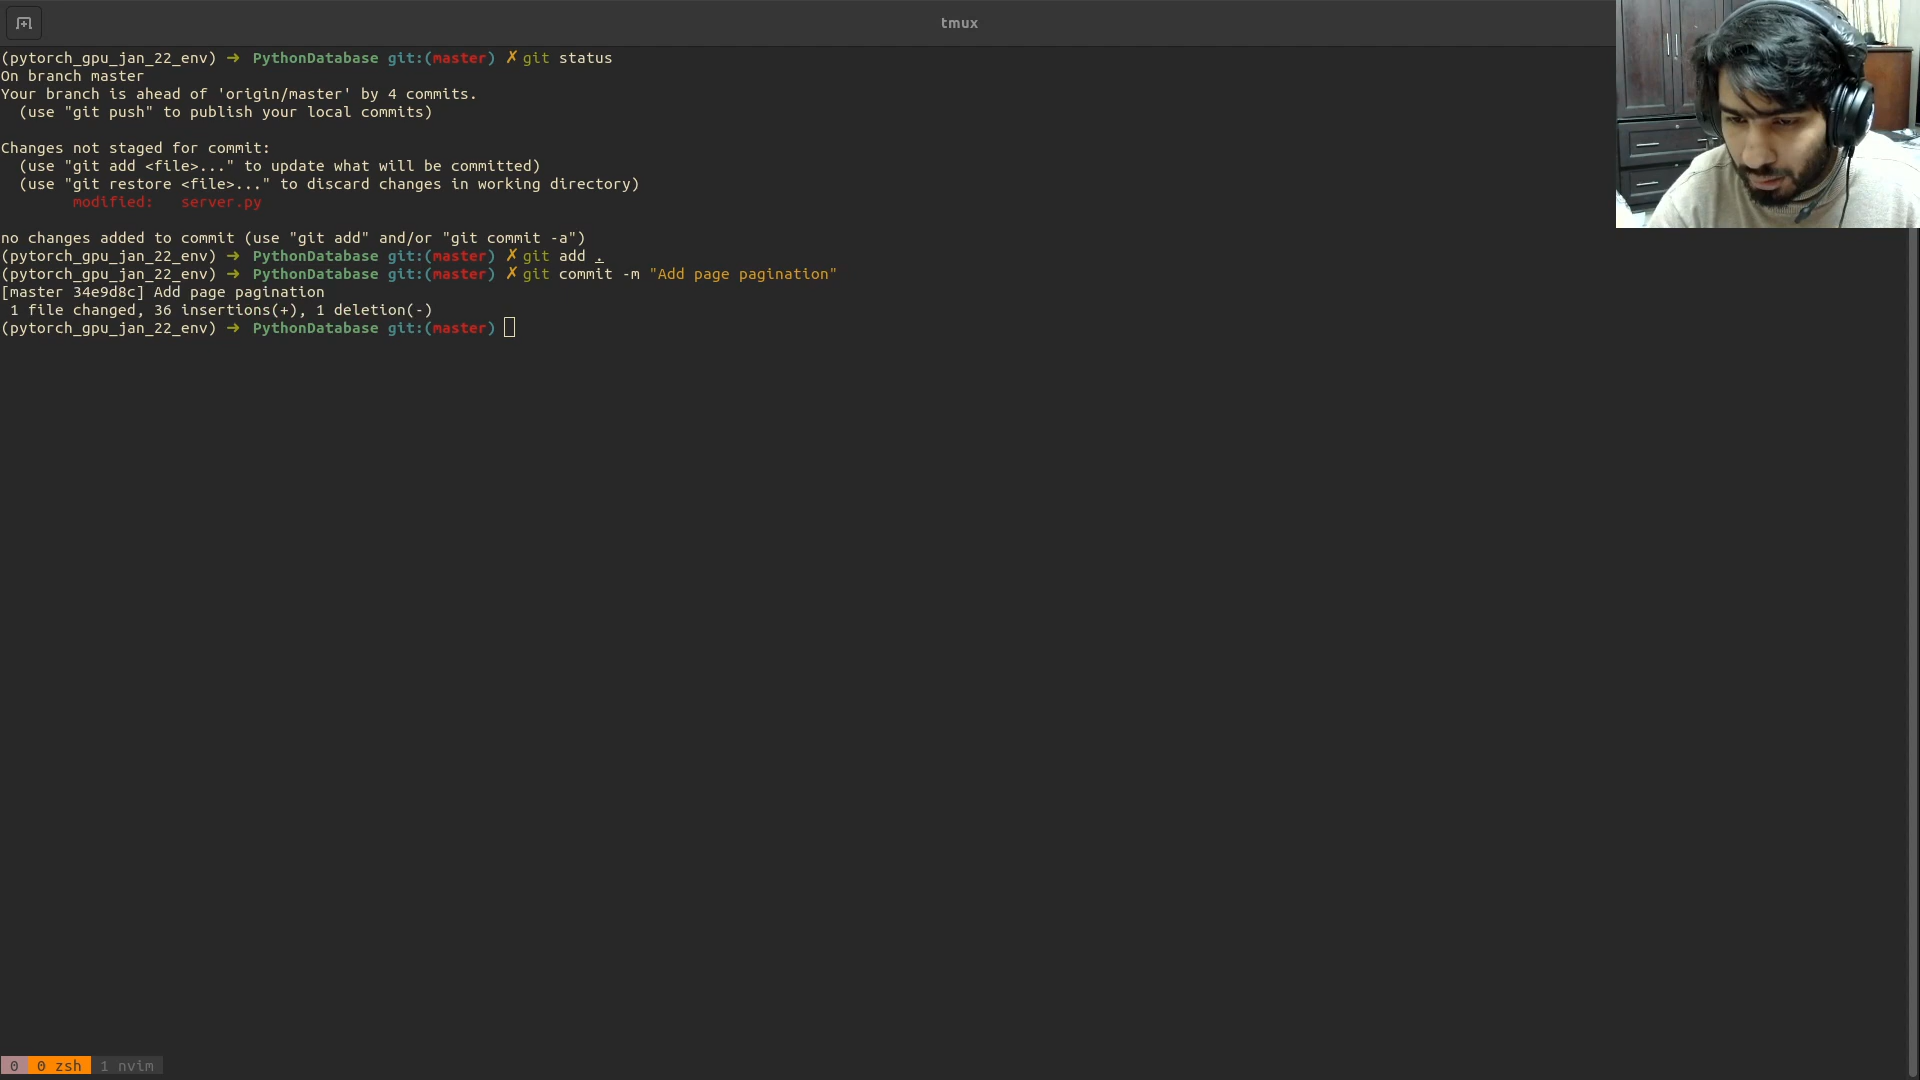 tmux
(pytorch_gpu_jan_22_env) ➜ PythonDatabase git:(master) ✗ git status
On branch master
Your branch is ahead of 'origin/master' by 4 commits.
(use "git push" to publish your local commits)
Changes not staged for commit:
(use "git add <file>..." to update what will be committed)
(use "git restore <file>..." to discard changes in working directory)
modified: server.py
no changes added to commit (use "git add" and/or "git commit -a")
(pytorch_gpu_jan_22_env) ➜ PythonDatabase git:(master) ✗ git add .
(pytorch_gpu_jan_22_env) ➜ PythonDatabase git:(master) ✗ git commit -m "Add page pagination"
[master 34e9d8c] Add page pagination
1 file changed, 36 insertions(+), 1 deletion(-)
(pytorch_gpu_jan_22_env) ➜ PythonDatabase git:(master)
0 0 zsh 1 nvim